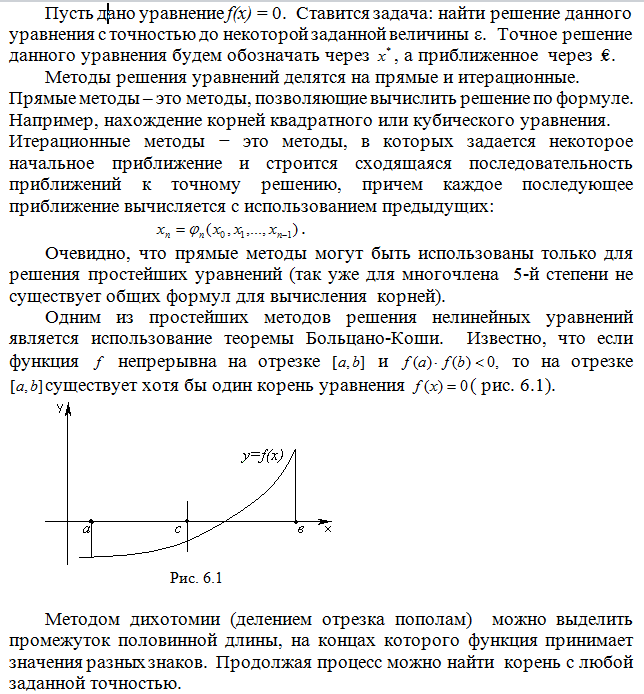 Пусть дано уравнение f(x) = 0. Ставится задача: найти решение данного
уравнения с точностью до некоторой заданной величины ε. Точное решение
данного уравнения будем обозначать через x*, а приближенное через €.
Методы решения уравнений делятся на прямые и итерационные.
Прямые методы – это методы, позволяющие вычислить решение по формуле.
Например, нахождение корней квадратного или кубического уравнения.
Итерационные методы – это методы, в которых задается некоторое
начальное приближение и строится сходящаяся последовательность
приближений к точному решению, причем каждое последующее
приближение вычисляется с использованием предыдущих:
xₙ = φₙ(x₀, x₁,..., xₙ₋₁).
Очевидно, что прямые методы могут быть использованы только для
решения простейших уравнений (так уже для многочлена 5-й степени не
существует общих формул для вычисления корней).
Одним из простейших методов решения нелинейных уравнений
является использование теоремы Больцано-Коши. Известно, что если
функция f непрерывна на отрезке [a,b] и f(a)· f(b) < 0, то на отрезке
[a,b] существует хотя бы один корень уравнения f(x) = 0 ( рис. 6.1).
y
y=f(x)
a c в x
Рис. 6.1
Методом дихотомии (делением отрезка пополам) можно выделить
промежуток половинной длины, на концах которого функция принимает
значения разных знаков. Продолжая процесс можно найти корень с любой
заданной точностью.